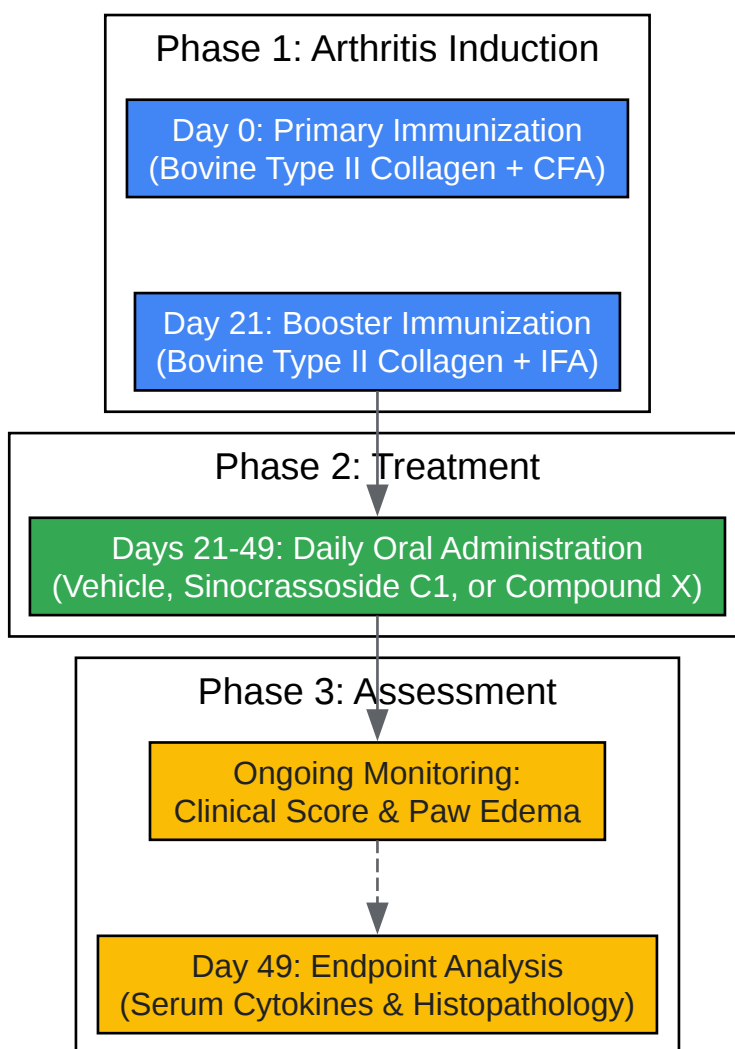 Phase 1: Arthritis Induction
Day 0: Primary Immunization
(Bovine Type II Collagen + CFA)
Day 21: Booster Immunization
(Bovine Type II Collagen + IFA)
Phase 2: Treatment
Days 21-49: Daily Oral Administration
(Vehicle, Sinocrassoside C1, or Compound X)
Phase 3: Assessment
Ongoing Monitoring:
Clinical Score & Paw Edema
Day 49: Endpoint Analysis
(Serum Cytokines & Histopathology)